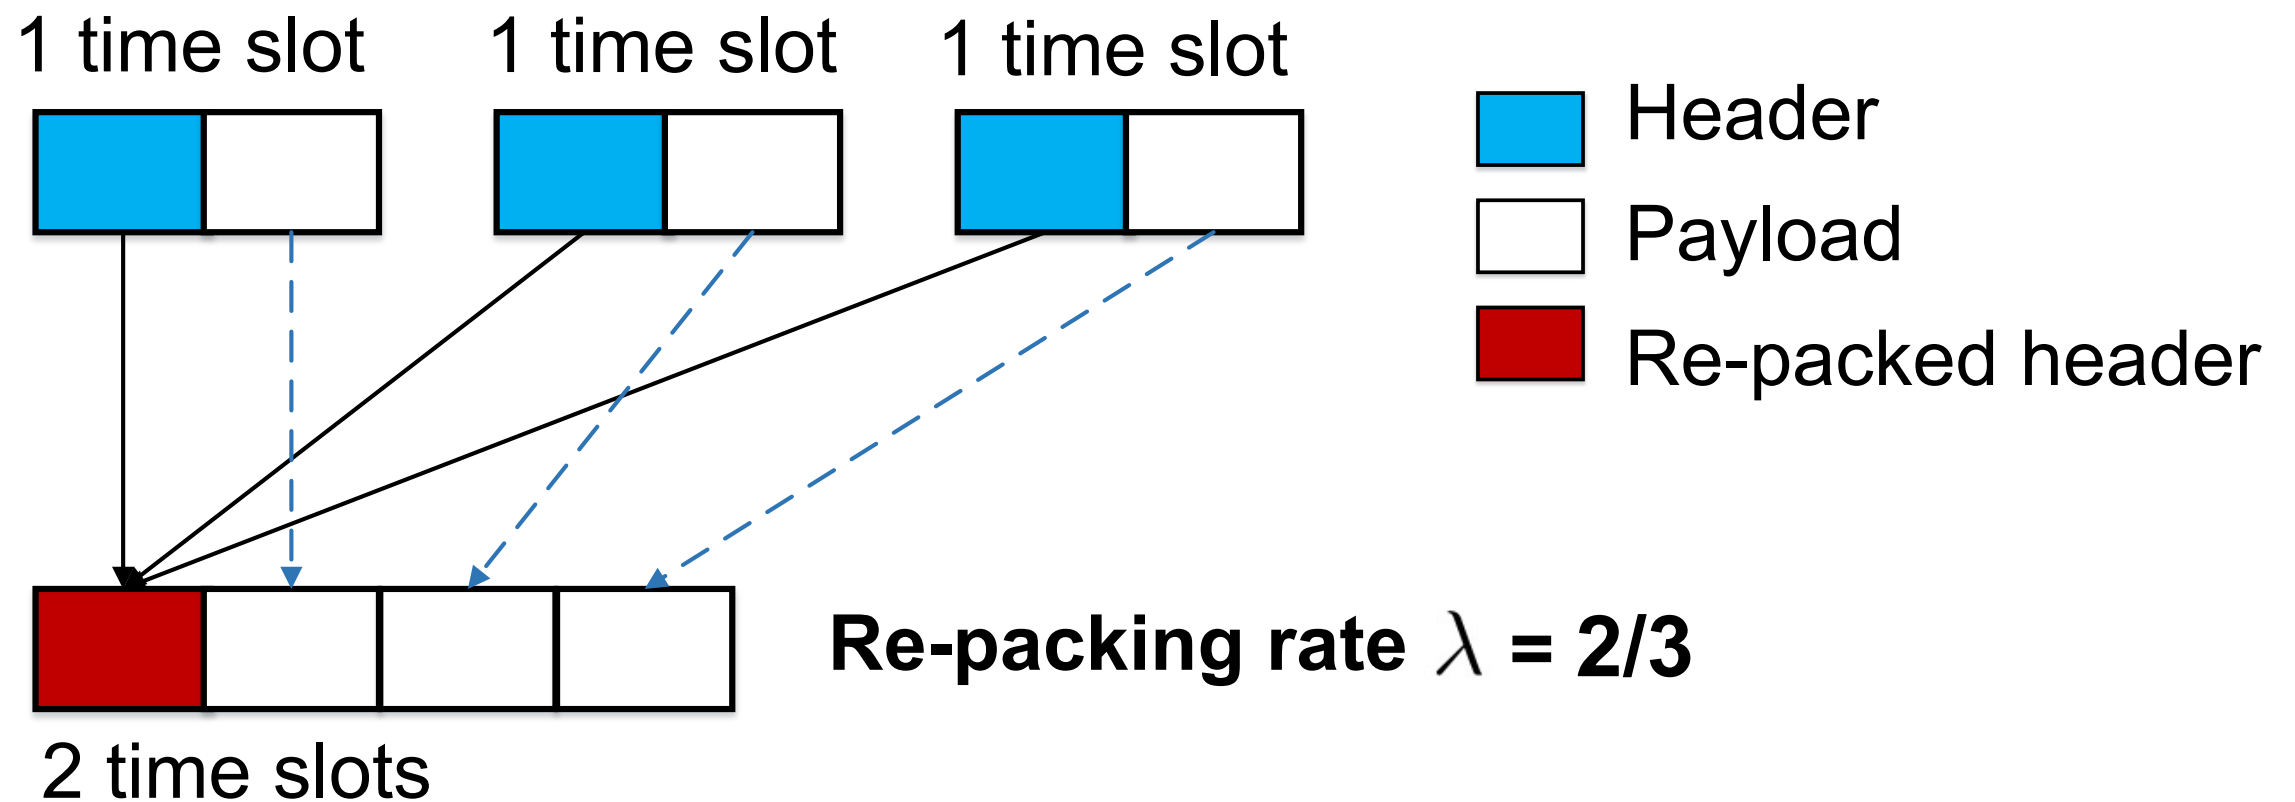 1 time slot
1 time slot
1 time slot
Header
Payload
Re-packed header
Re-packing rate λ = 2/3
2 time slots